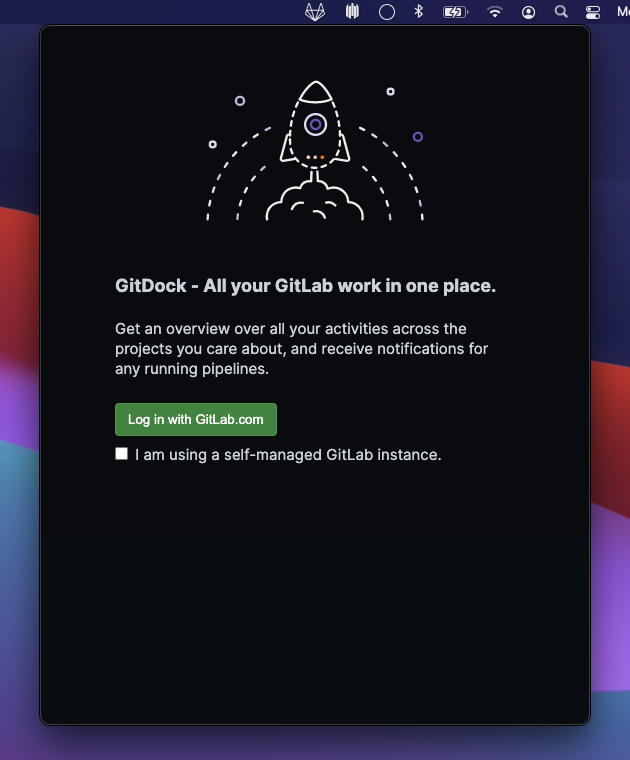 GitDock - All your GitLab work in one place.
Get an overview over all your activities across the
projects you care about, and receive notifications for
any running pipelines.
Log in with GitLab.com
I am using a self-managed GitLab instance.